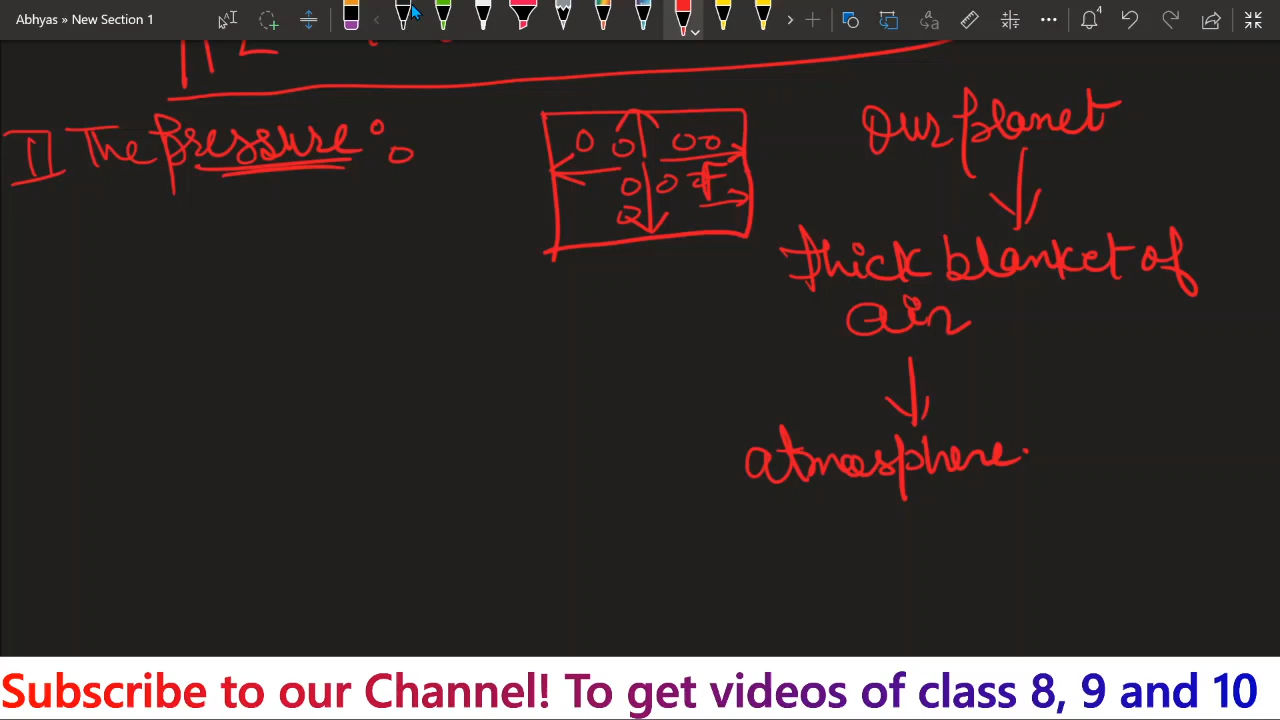 Abhyas » New Section 1
4
II The pressure :
F
Our planet
thick blanket of
air
atmosphere.
Subscribe to our Channel! To get videos of class 8, 9 and 10